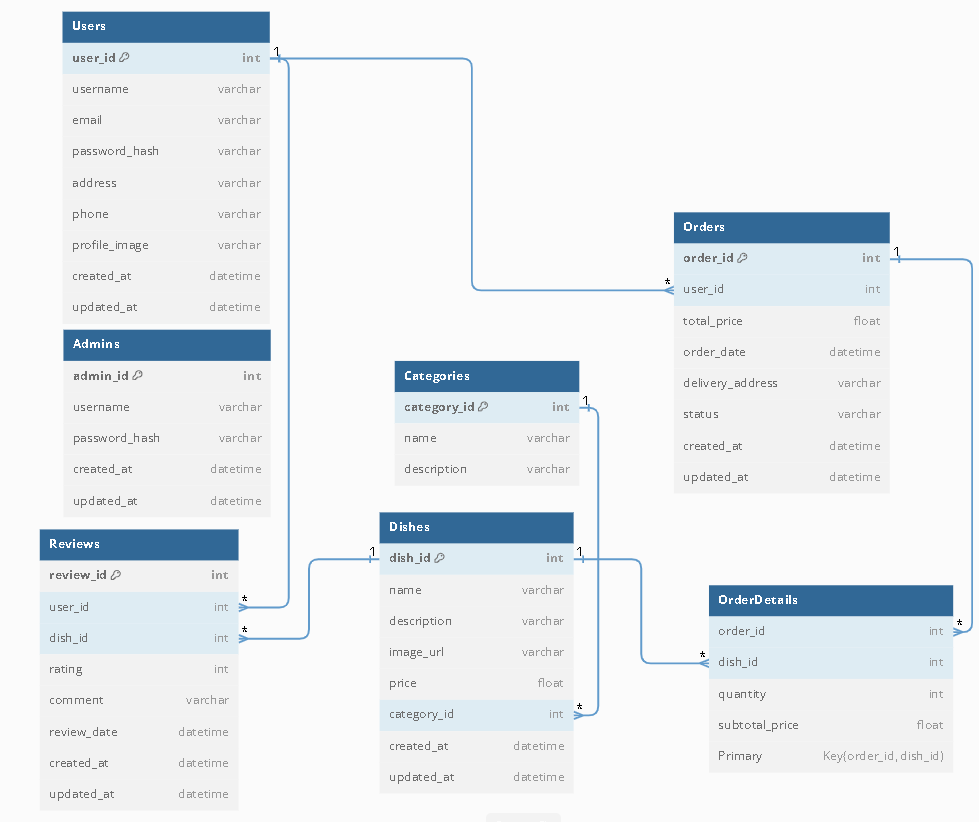 Users
user_id int
username varchar
email varchar
password_hash varchar
address varchar
phone varchar
profile_image varchar
created_at datetime
updated_at datetime
1
Admins
admin_id int
username varchar
password_hash varchar
created_at datetime
updated_at datetime
Reviews
review_id int
user_id int
*
dish_id int
*
rating int
comment varchar
review_date datetime
created_at datetime
updated_at datetime
Categories
category_id int
1
name varchar
description varchar
Dishes
1
dish_id int
1
name varchar
description varchar
image_url varchar
price float
category_id int
*
created_at datetime
updated_at datetime
Orders
order_id int
1
*
user_id int
total_price float
order_date datetime
delivery_address varchar
status varchar
created_at datetime
updated_at datetime
OrderDetails
order_id int
*
*
dish_id int
quantity int
subtotal_price float
Primary Key(order_id, dish_id)